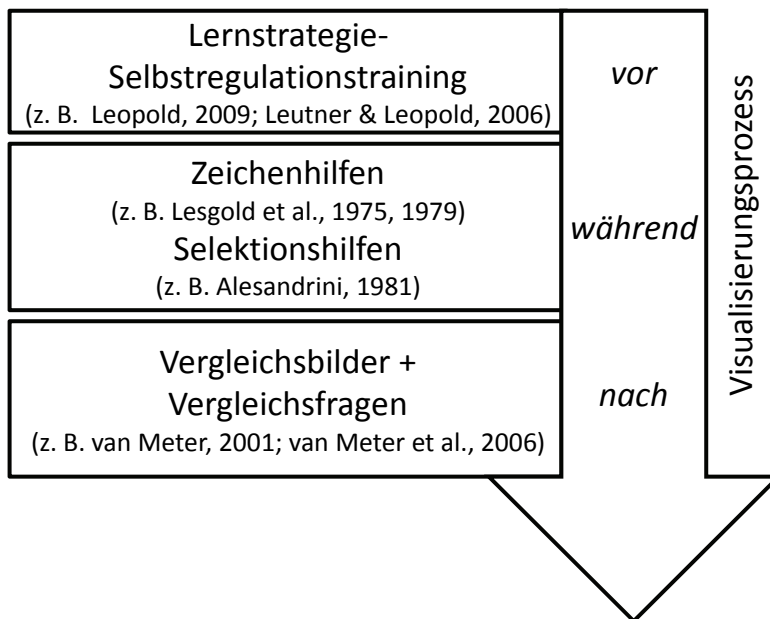 Lernstrategie-
Selbstregulationstraining
(z. B.  Leopold, 2009; Leutner & Leopold, 2006)
vor
Zeichenhilfen
(z. B. Lesgold et al., 1975, 1979)
Selektionshilfen
(z. B. Alesandrini, 1981)
während
Vergleichsbilder +
Vergleichsfragen
(z. B. van Meter, 2001; van Meter et al., 2006)
nach
Visualisierungsprozess